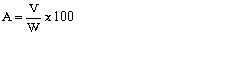 A = V/W x 100